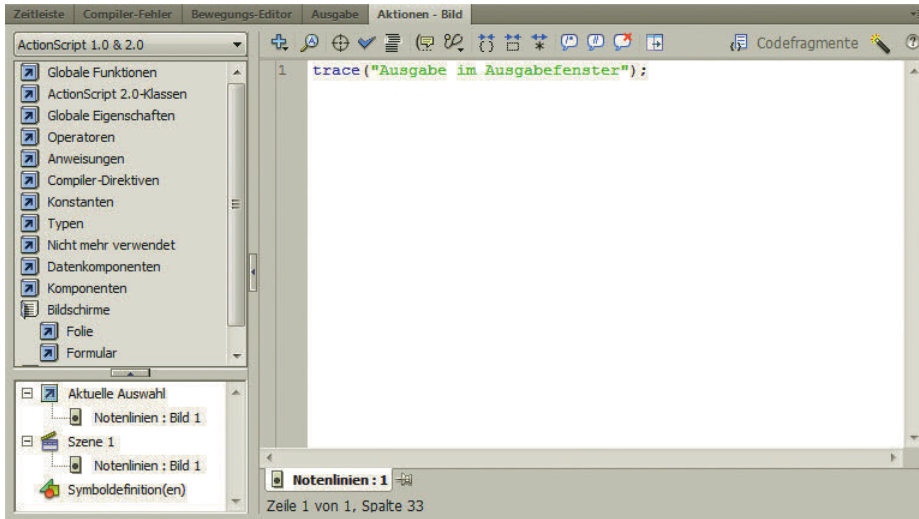 Zeitleiste Compiler-Fehler Bewegungs-Editor Ausgabe Aktionen - Bild
ActionScript 1.0 & 2.0
Codefragmente
Globale Funktionen
ActionScript 2.0-Klassen
Globale Eigenschaften
Operatoren
Anweisungen
Compiler-Direktiven
Konstanten
Typen
Nicht mehr verwendet
Datenkomponenten
Komponenten
Bildschirme
Folie
Formular
Aktuelle Auswahl
Notenlinien : Bild 1
Szene 1
Notenlinien : Bild 1
Symboldefinition(en)
1 trace("Ausgabe im Ausgabefenster");
Notenlinien : 1
Zeile 1 von 1, Spalte 33